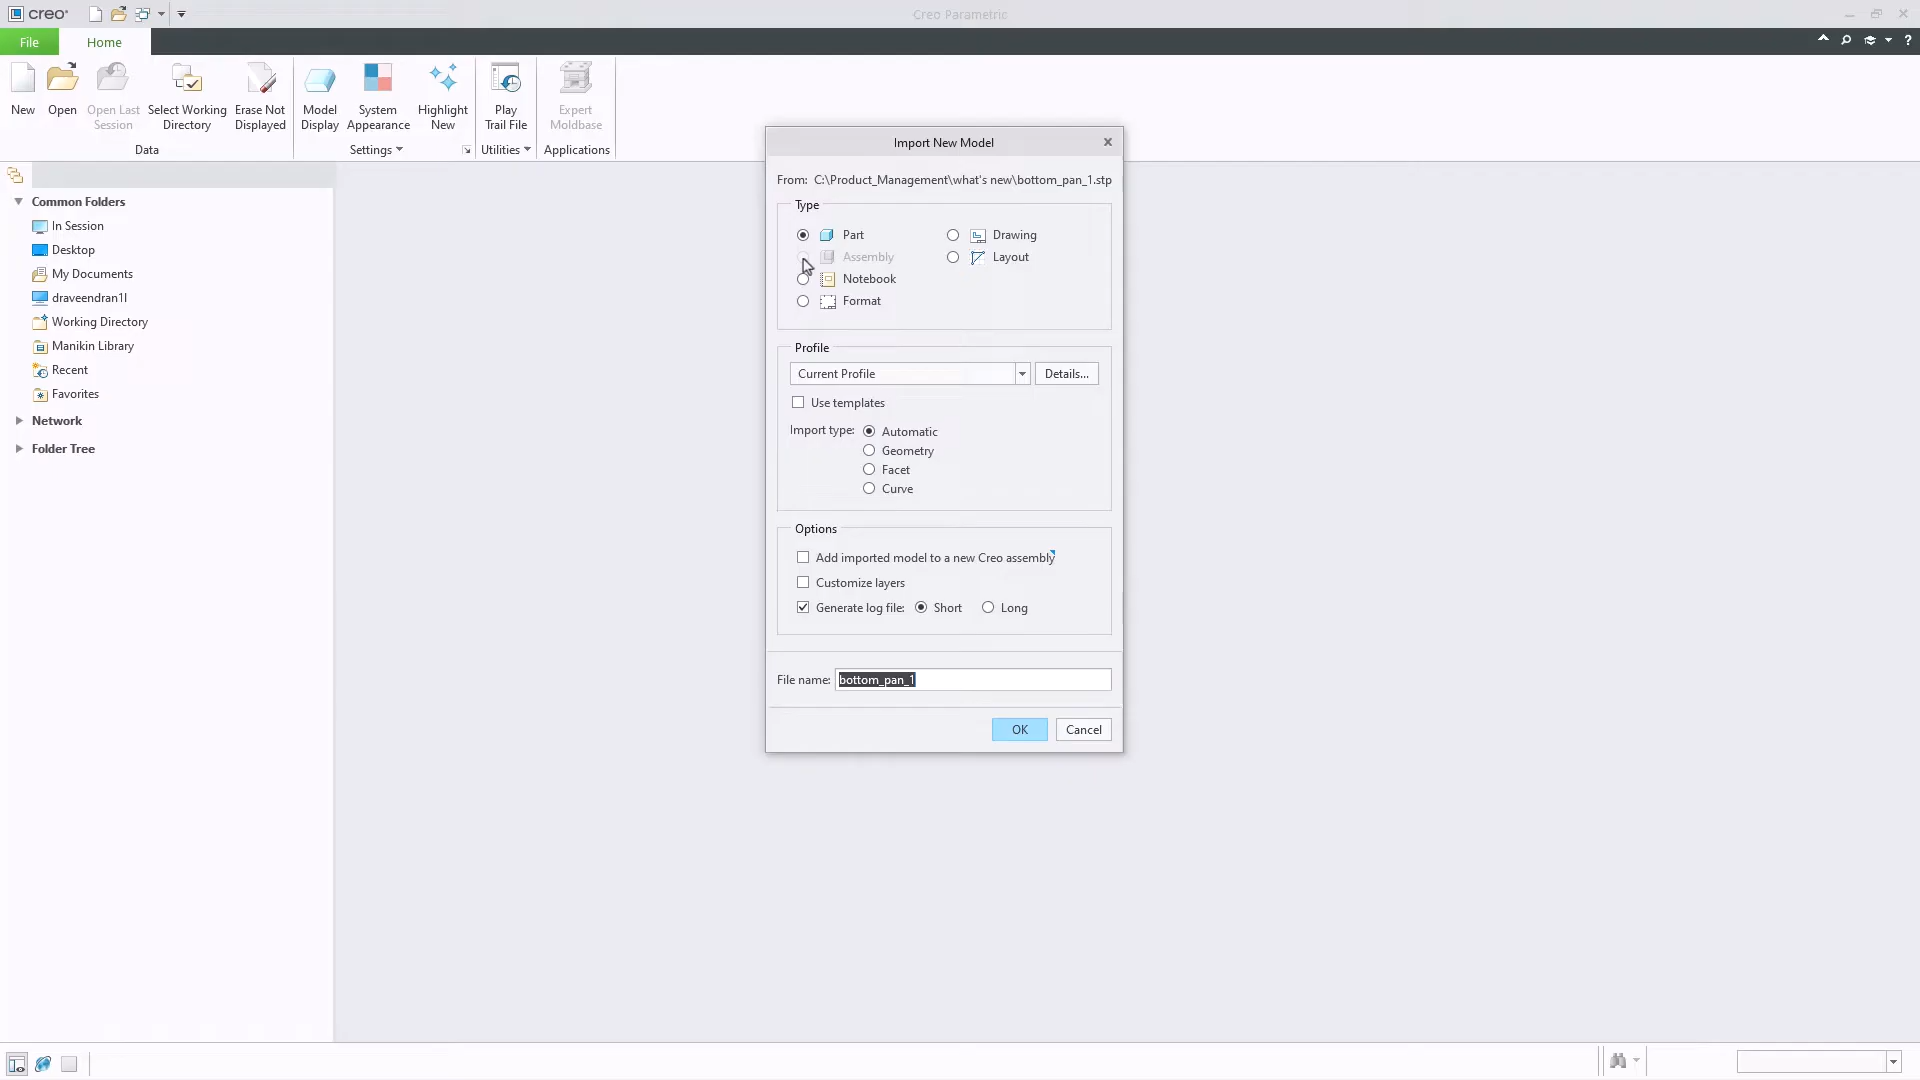 creo®
Creo Parametric
File
Home
?
New
Open
Open Last
Session
Select Working
Directory
Erase Not
Displayed
Model
Display
System
Appearance
Highlight
New
Play
Trail File
Expert
Moldbase
Data
Settings
Utilities
Applications
Common Folders
In Session
Desktop
My Documents
draveendran1l
Working Directory
Manikin Library
Recent
Favorites
Network
Folder Tree
Import New Model
From: C:\Product_Management\what's new\bottom_pan_1.stp
Type
Part
Drawing
Assembly
Layout
Notebook
Format
Profile
Current Profile
Details...
Use templates
Import type:
Automatic
Geometry
Facet
Curve
Options
Add imported model to a new Creo assembly
Customize layers
Generate log file:
Short
Long
File name:
bottom_pan_1
OK
Cancel